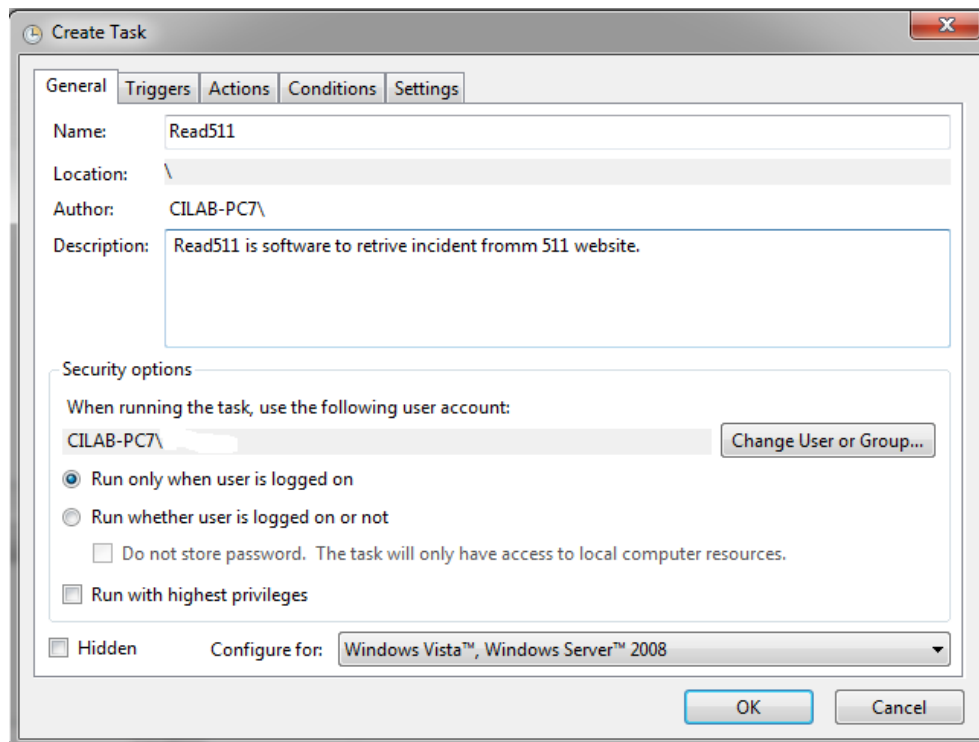 Create Task
General Triggers Actions Conditions Settings
Name: Read511
Location: \
Author: CILAB-PC7\
Description: Read511 is software to retrive incident fromm 511 website.
Security options
When running the task, use the following user account:
CILAB-PC7\ Change User or Group...
Run only when user is logged on
Run whether user is logged on or not
Do not store password. The task will only have access to local computer resources.
Run with highest privileges
Hidden Configure for: Windows Vista™, Windows Server™ 2008
OK Cancel